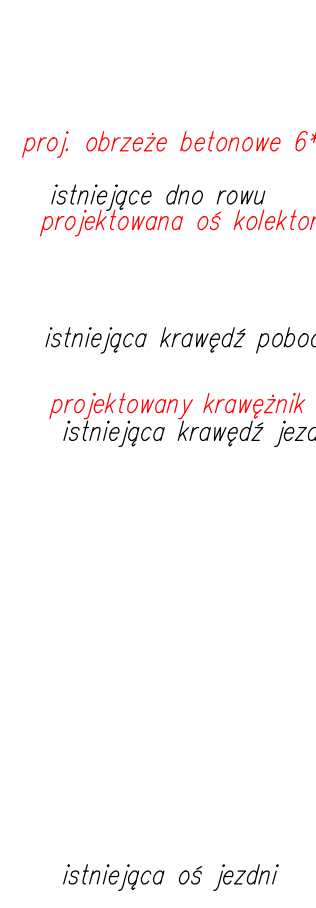 proj. obrzeże betonowe 6*
istniejące dno rowu
projektowana oś kolektor
istniejąca krawędź poboc
projektowany krawężnik
istniejąca krawędź jezd
istniejąca oś jezdni